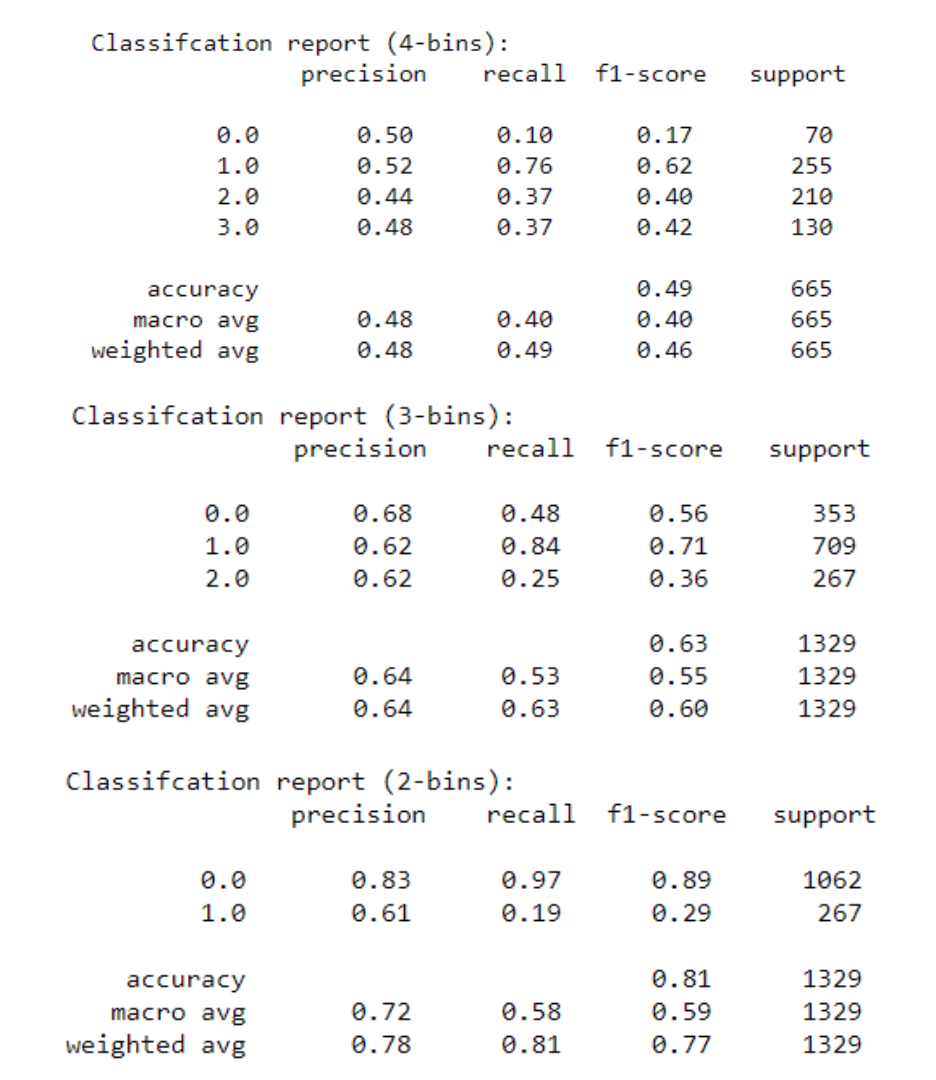 Classifcation report (4-bins):
precision recall f1-score support
0.0 0.50 0.10 0.17 70
1.0 0.52 0.76 0.62 255
2.0 0.44 0.37 0.40 210
3.0 0.48 0.37 0.42 130
accuracy 0.49 665
macro avg 0.48 0.40 0.40 665
weighted avg 0.48 0.49 0.46 665
Classifcation report (3-bins):
precision recall f1-score support
0.0 0.68 0.48 0.56 353
1.0 0.62 0.84 0.71 709
2.0 0.62 0.25 0.36 267
accuracy 0.63 1329
macro avg 0.64 0.53 0.55 1329
weighted avg 0.64 0.63 0.60 1329
Classifcation report (2-bins):
precision recall f1-score support
0.0 0.83 0.97 0.89 1062
1.0 0.61 0.19 0.29 267
accuracy 0.81 1329
macro avg 0.72 0.58 0.59 1329
weighted avg 0.78 0.81 0.77 1329